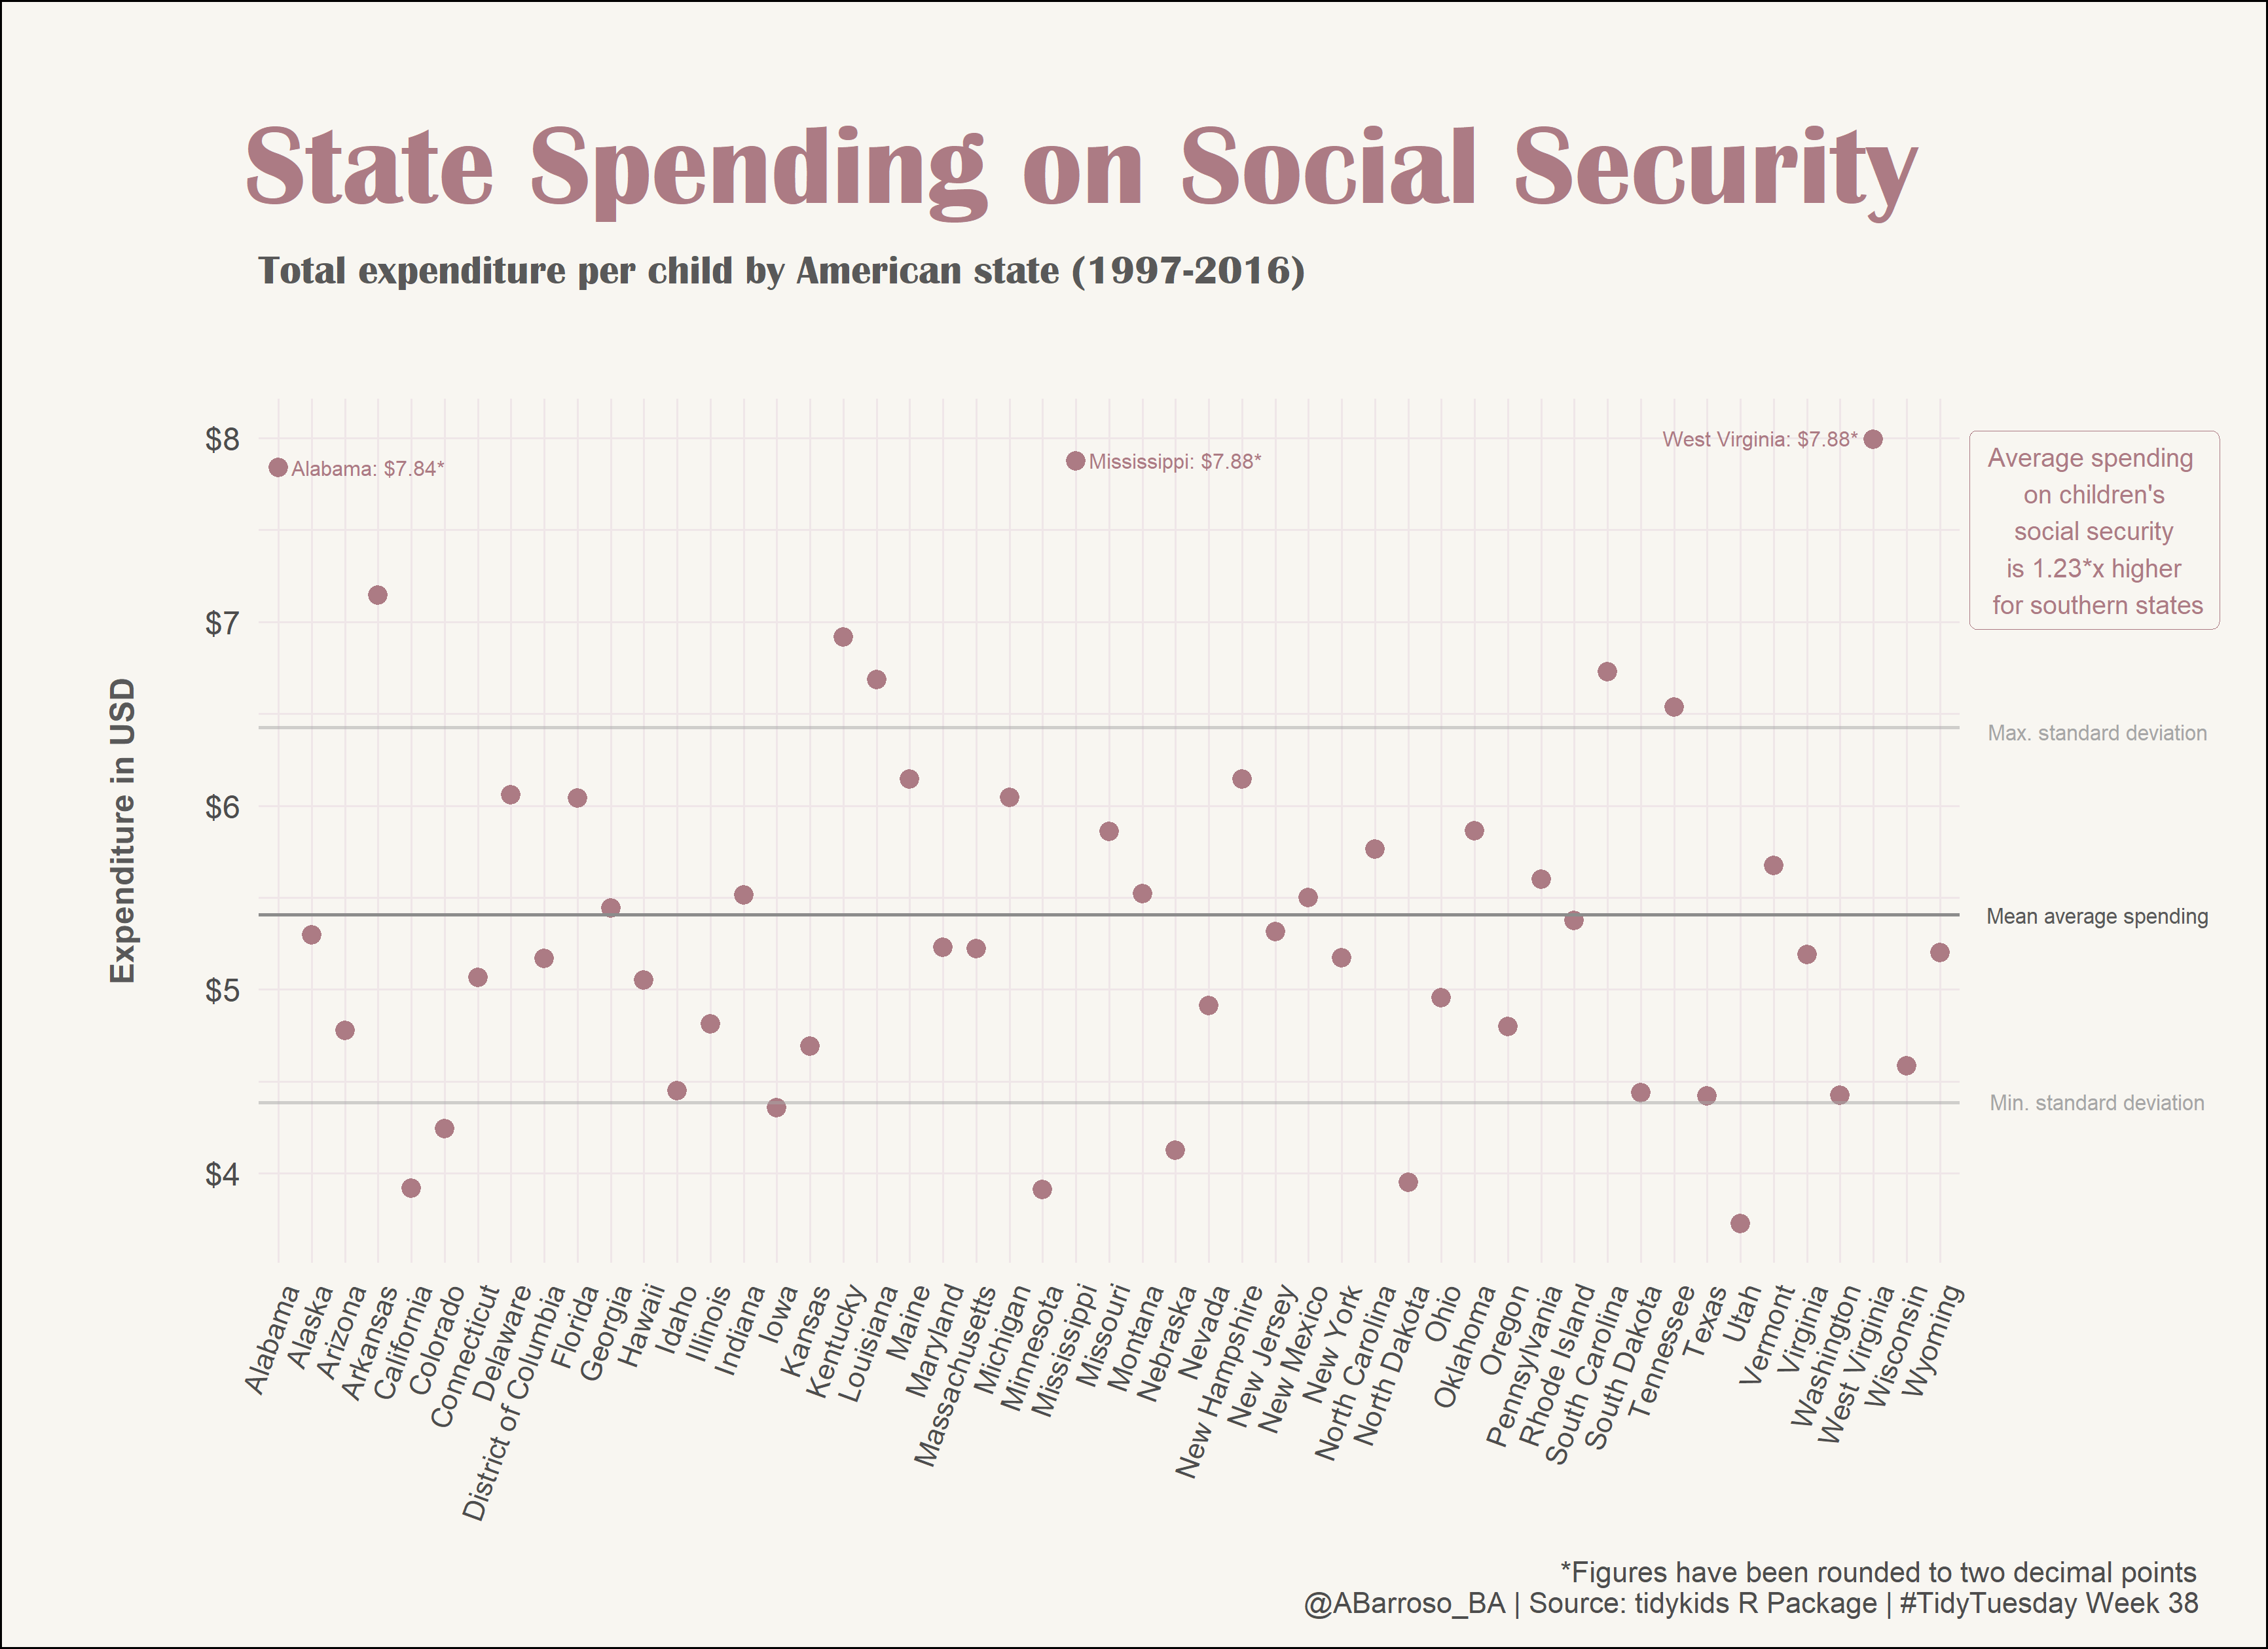 State Spending on Social Security
Total expenditure per child by American state (1997-2016)
Expenditure in USD
$8
$7
$6
$5
$4
Alabama: $7.84*
Mississippi: $7.88*
West Virginia: $7.88*
Average spending
on children's
social security
is 1.23*x higher
for southern states
Max. standard deviation
Mean average spending
Min. standard deviation
Alabama
Alaska
Arizona
Arkansas
California
Colorado
Connecticut
Delaware
District of Columbia
Florida
Georgia
Hawaii
Idaho
Illinois
Indiana
Iowa
Kansas
Kentucky
Louisiana
Maine
Maryland
Massachusetts
Michigan
Minnesota
Mississippi
Missouri
Montana
Nebraska
Nevada
New Hampshire
New Jersey
New Mexico
New York
North Carolina
North Dakota
Ohio
Oklahoma
Oregon
Pennsylvania
Rhode Island
South Carolina
South Dakota
Tennessee
Texas
Utah
Vermont
Virginia
Washington
West Virginia
Wisconsin
Wyoming
*Figures have been rounded to two decimal points
@ABarroso_BA | Source: tidykids R Package | #TidyTuesday Week 38